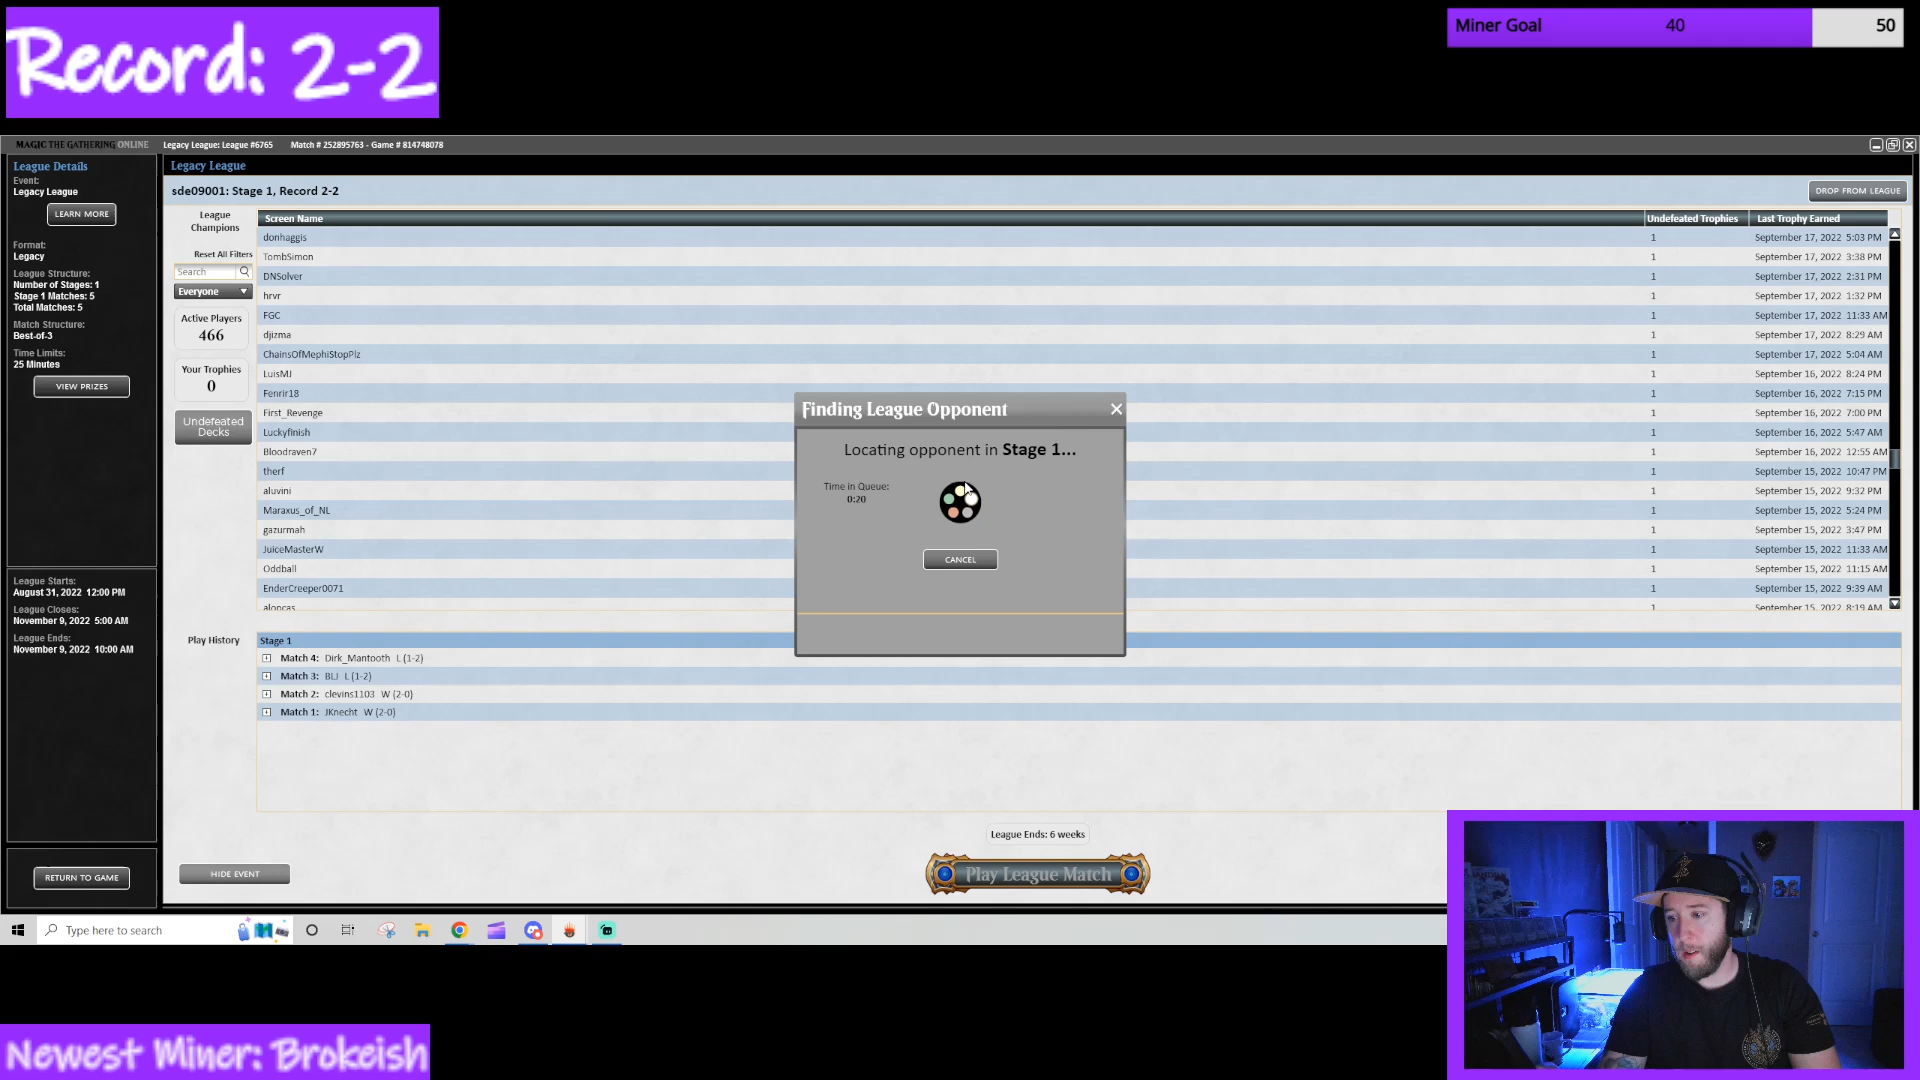 Record: 2-2
Miner Goal 40 50
MAGIC THE GATHERING ONLINE Legacy League: League #6765 Match # 252895763 - Game # 814748078
League Details
Event:
Legacy League
LEARN MORE
Format:
Legacy
League Structure:
Number of Stages: 1
Stage 1 Matches: 5
Total Matches: 5
Match Structure:
Best-of-3
Time Limits:
25 Minutes
VIEW PRIZES
League Starts:
August 31, 2022 12:00 PM
League Closes:
November 9, 2022 5:00 AM
League Ends:
November 9, 2022 10:00 AM
RETURN TO GAME
Legacy League
sde09001: Stage 1, Record 2-2
DROP FROM LEAGUE
League
Champions
Reset All Filters
Search
Everyone
Active Players
466
Your Trophies
0
Undefeated
Decks
Screen Name Undefeated Trophies Last Trophy Earned
donhaggis 1 September 17, 2022 5:03 PM
TombSimon 1 September 17, 2022 3:38 PM
DNSolver 1 September 17, 2022 2:31 PM
hrvr 1 September 17, 2022 1:32 PM
FGC 1 September 17, 2022 11:33 AM
djizma 1 September 17, 2022 8:29 AM
ChainsOfMephiStopPlz 1 September 17, 2022 5:04 AM
LuisMJ 1 September 16, 2022 8:24 PM
Fenrir18 1 September 16, 2022 7:15 PM
First_Revenge 1 September 16, 2022 7:00 PM
Luckyfinish 1 September 16, 2022 5:47 AM
Bloodraven7 1 September 16, 2022 12:55 AM
therf 1 September 15, 2022 10:47 PM
aluvini 1 September 15, 2022 9:32 PM
Maraxus_of_NL 1 September 15, 2022 5:24 PM
gazurmah 1 September 15, 2022 3:47 PM
JuiceMasterW 1 September 15, 2022 11:33 AM
Oddball 1 September 15, 2022 11:15 AM
EnderCreeper0071 1 September 15, 2022 9:39 AM
aloncas 1 September 15, 2022 8:19 AM
Finding League Opponent
Locating opponent in Stage 1...
Time in Queue:
0:20
CANCEL
Play History
Stage 1
Match 4: Dirk_Mantooth L (1-2)
Match 3: BLJ L (1-2)
Match 2: clevins1103 W (2-0)
Match 1: JKnecht W (2-0)
League Ends: 6 weeks
HIDE EVENT
Play League Match
Type here to search
Newest Miner: Brokeish